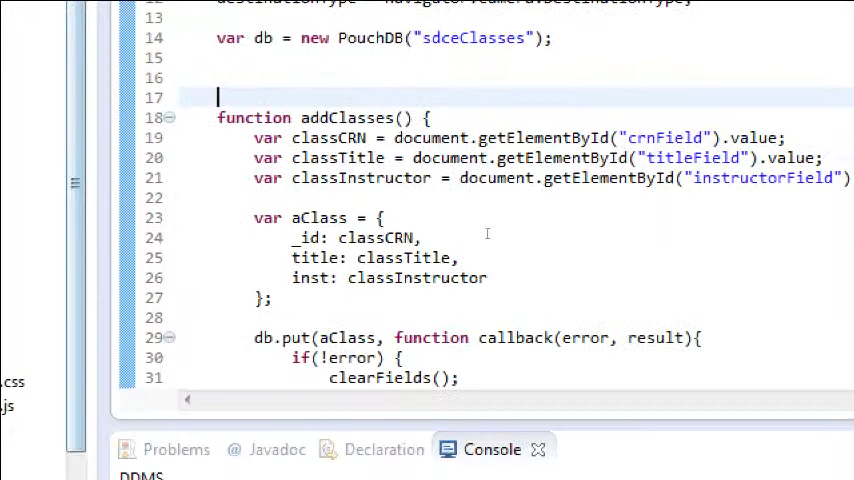 13
14 var db = new PouchDB("sdceClasses");
15
16
17
18 function addClasses() {
19 var classCRN = document.getElementById("crnField").value;
20 var classTitle = document.getElementById("titleField").value;
21 var classInstructor = document.getElementById("instructorField")
22
23 var aClass = {
24 _id: classCRN,
25 title: classTitle,
26 inst: classInstructor
27 };
28
29 db.put(aClass, function callback(error, result){
30 if(!error) {
31 clearFields();
.css
.js
Problems @ Javadoc Declaration Console
DDMS